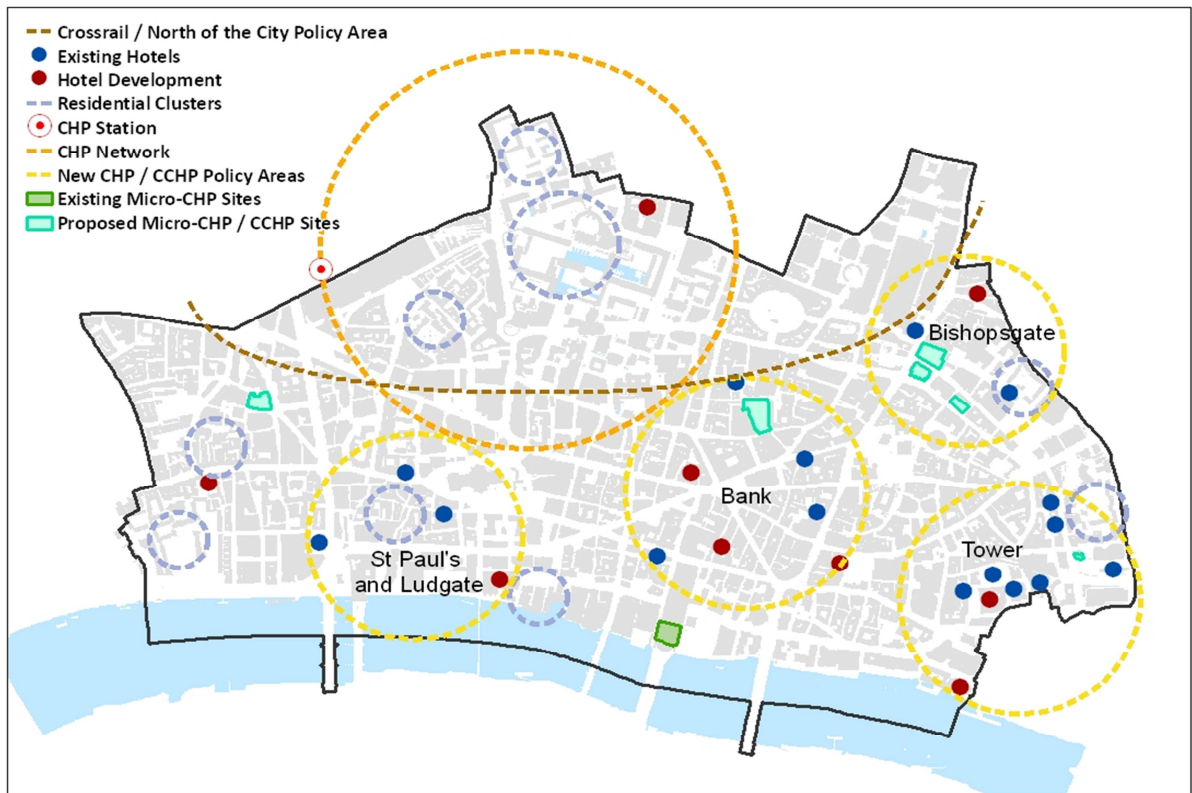 Crossrail / North of the City Policy Area
Existing Hotels
Hotel Development
Residential Clusters
CHP Station
CHP Network
New CHP / CCHP Policy Areas
Existing Micro-CHP Sites
Proposed Micro-CHP / CCHP Sites
Bishopsgate
Bank
Tower
St Paul's
and Ludgate